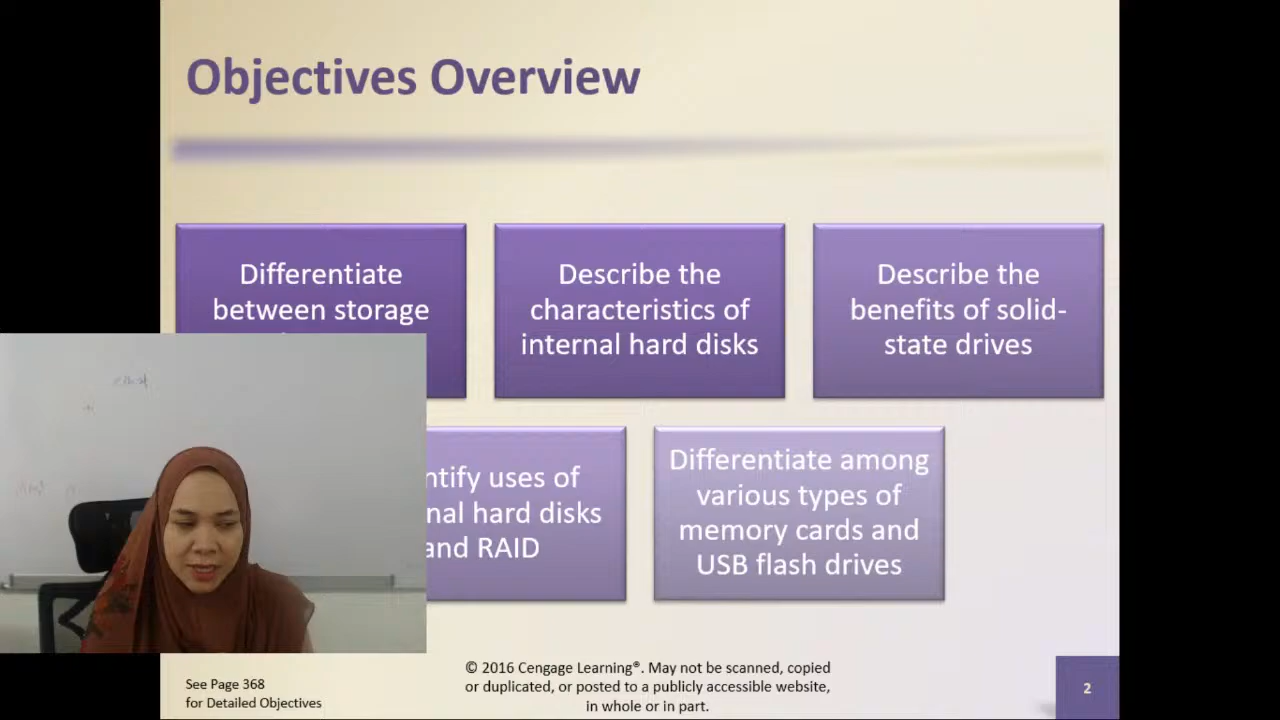 Objectives Overview
Differentiate
between storage
Describe the
characteristics of
internal hard disks
Describe the
benefits of solid-
state drives
ntify uses of
nal hard disks
and RAID
Differentiate among
various types of
memory cards and
USB flash drives
See Page 368
for Detailed Objectives
© 2016 Cengage Learning®. May not be scanned, copied
or duplicated, or posted to a publicly accessible website,
in whole or in part.
2